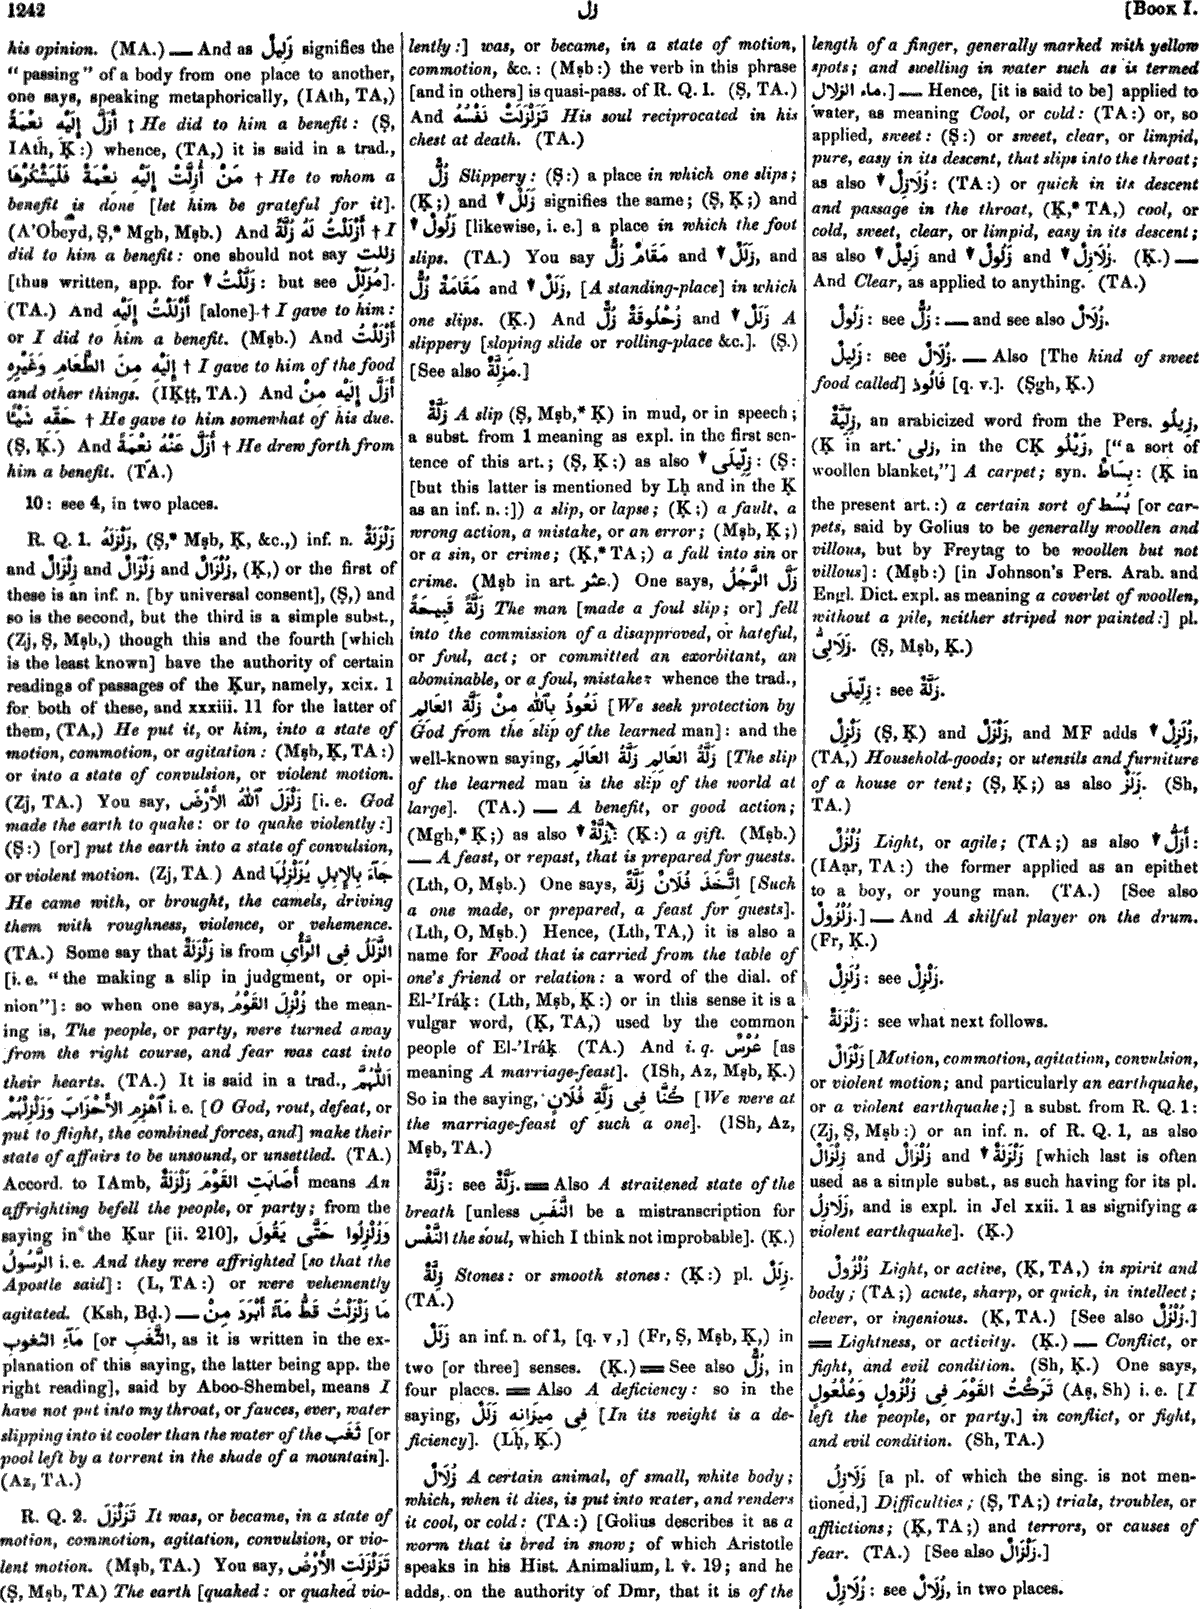 1242
زل
[Book I.
his opinion. (MA.) — And as زَلِيلٌ signifies the
“passing” of a body from one place to another,
one says, speaking metaphorically, (IAth, TA,)
أَزَلَّ إِلَيْهِ نِعْمَةً † He did to him a benefit: (Ṣ,
IAth, Ḳ:) whence, (TA,) it is said in a trad.,
مَنْ أُزِلَّتْ إِلَيْهِ نِعْمَةٌ فَلْيَشْكُرْهَا † He to whom a
benefit is done [let him be grateful for it].
(A'Obeyd, Ṣ,* Mgh, Mṣb.) And أَزْلَلْتُ لَهُ زَلَّةً † I
did to him a benefit: one should not say زللت
[thus written, app. for زَلَّلْتُ▼: but see مُزَلِّلٌ].
(TA.) And أَزْلَلْتُ إِلَيْهِ [alone] † I gave to him:
or I did to him a benefit. (Mṣb.) And أَزْلَلْتُ
إِلَيْهِ مِنَ الطَّعَامِ وَغَيْرِهِ † I gave to him of the food
and other things. (IḲṭṭ, TA.) And أَزَلَّ إِلَيْهِ مِنْ
حَقِّهِ شَيْئًا † He gave to him somewhat of his due.
(Ṣ, Ḳ.) And أَزَلَّ عَنْهُ نِعْمَةً † He drew forth from
him a benefit. (TA.)
10: see 4, in two places.
R. Q. 1. زَلْزَلَهُ, (Ṣ,* Mṣb, Ḳ, &c.,) inf. n. زَلْزَلَةٌ
and زِلْزَالٌ and زَلْزَالٌ and زُلْزَالٌ, (Ḳ,) or the first of
these is an inf. n. [by universal consent], (Ṣ,) and
so is the second, but the third is a simple subst.,
(Zj, Ṣ, Mṣb,) though this and the fourth [which
is the least known] have the authority of certain
readings of passages of the Ḳur, namely, xcix. 1
for both of these, and xxxiii. 11 for the latter of
them, (TA,) He put it, or him, into a state of
motion, commotion, or agitation: (Mṣb, Ḳ, TA:)
or into a state of convulsion, or violent motion.
(Zj, TA.) You say, زَلْزَلَ ٱللّٰهُ الأَرْضَ [i. e. God
made the earth to quake: or to quake violently:]
(Ṣ:) [or] put the earth into a state of convulsion,
or violent motion. (Zj, TA.) And جَآءَ بِالإِبِلِ يُزَلْزِلُهَا
He came with, or brought, the camels, driving
them with roughness, violence, or vehemence.
(TA.) Some say that زَلْزَلَةٌ is from الزَّلَلُ فِى الرَّأْىِ
[i. e. “the making a slip in judgment, or opi-
nion”]: so when one says, زُلْزِلَ القَوْمُ the mean-
ing is, The people, or party, were turned away
from the right course, and fear was cast into
their hearts. (TA.) It is said in a trad., اَللّٰهُمَّ
ٱهْزِمِ الأَحْزَابَ وَزَلْزِلْهُمْ i. e. [O God, rout, defeat, or
put to flight, the combined forces, and] make their
state of affairs to be unsound, or unsettled. (TA.)
Accord. to IAmb, أَصَابَتِ القَوْمَ زَلْزَلَةٌ means An
affrighting befell the people, or party; from the
saying in the Ḳur [ii. 210], وَزُلْزِلُوا حَتَّى يَقُولَ
الرَّسُولُ i. e. And they were affrighted [so that the
Apostle said]: (L, TA:) or were vehemently
agitated. (Ksh, Bḍ.) — مَا زَلْزَلْتُ قَطُّ مَآءً أَبْرَدَ مِنْ
مَآءِ الثغوب [or الثَّغَبِ, as it is written in the ex-
planation of this saying, the latter being app. the
right reading], said by Aboo-Shembel, means I
have not put into my throat, or fauces, ever, water
slipping into it cooler than the water of the ثَغَب [or
pool left by a torrent in the shade of a mountain].
(Az, TA.)
R. Q. 2. تَزَلْزَلَ It was, or became, in a state of
motion, commotion, agitation, convulsion, or vio-
lent motion. (Mṣb, TA.) You say, تَزَلْزَلَتِ الأَرْضُ
(Ṣ, Mṣb, TA) The earth [quaked: or quaked vio-
lently:] was, or became, in a state of motion,
commotion, &c.: (Mṣb:) the verb in this phrase
[and in others] is quasi-pass. of R. Q. 1. (Ṣ, TA.)
And تَزَلْزَلَتْ نَفْسُهُ His soul reciprocated in his
chest at death. (TA.)
زُلٌّ Slippery: (Ṣ:) a place in which one slips;
(Ḳ;) and زَلَلٌ▼ signifies the same; (Ṣ, Ḳ;) and
زَلُولٌ▼ [likewise, i. e.] a place in which the foot
slips. (TA.) You say مَقَامٌ زُلٌّ and زَلَلٌ▼, and
مَقَامَةٌ زُلٌّ and زَلَلٌ▼, [A standing-place] in which
one slips. (Ḳ.) And زُحْلُوقَةٌ زُلٌّ and زَلَلٌ▼ A
slippery [sloping slide or rolling-place &c.]. (Ṣ.)
[See also مَزَلَّةٌ.]
زَلَّةٌ A slip (Ṣ, Mṣb,* Ḳ) in mud, or in speech;
a subst. from 1 meaning as expl. in the first sen-
tence of this art.; (Ṣ, Ḳ;) as also زِلِّيلَى▼: (Ṣ:
[but this latter is mentioned by Lḥ and in the Ḳ
as an inf. n.:]) a slip, or lapse; (Ḳ;) a fault, a
wrong action, a mistake, or an error; (Mṣb, Ḳ;)
or a sin, or crime; (Ḳ,* TA;) a fall into sin or
crime. (Mṣb in art. عثر.) One says, زَلَّ الرَّجُلُ
زَلَّةً قَبِيحَةً The man [made a foul slip; or] fell
into the commission of a disapproved, or hateful,
or foul, act; or committed an exorbitant, an
abominable, or a foul, mistake: whence the trad.,
نَعُوذُ بِٱللّٰهِ مِنْ زَلَّةِ العَالِمِ [We seek protection by
God from the slip of the learned man]: and the
well-known saying, زَلَّةُ العَالِمِ زَلَّةُ العَالَمِ [The slip
of the learned man is the slip of the world at
large]. (TA.) — A benefit, or good action;
(Mgh,* Ḳ;) as also زُلَّةٌ▼: (Ḳ:) a gift. (Mṣb.)
— A feast, or repast, that is prepared for guests.
(Lth, O, Mṣb.) One says, اِتَّخَذَ فُلَانٌ زَلَّةً [Such
a one made, or prepared, a feast for guests].
(Lth, O, Mṣb.) Hence, (Lth, TA,) it is also a
name for Food that is carried from the table of
one's friend or relation: a word of the dial. of
El-'Iráḳ: (Lth, Mṣb, Ḳ:) or in this sense it is a
vulgar word, (Ḳ, TA,) used by the common
people of El-'Iráḳ. (TA.) And i. q. عُرْسٌ [as
meaning A marriage-feast]. (ISh, Az, Mṣb, Ḳ.)
So in the saying, كُنَّا فِى زَلَّةِ فُلَانٍ [We were at
the marriage-feast of such a one]. (ISh, Az,
Mṣb, TA.)
زُلَّةٌ: see زَلَّةٌ. ═ Also A straitened state of the
breath [unless النَّفَسِ be a mistranscription for
النَّفْسِ the soul, which I think not improbable]. (Ḳ.)
زِلَّةٌ Stones: or smooth stones: (Ḳ:) pl. زِلَلٌ.
(TA.)
زَلَلٌ an inf. n. of 1, [q. v.,] (Fr, Ṣ, Mṣb, Ḳ,) in
two [or three] senses. (Ḳ.) ═ See also زُلٌّ, in
four places. ═ Also A deficiency: so in the
saying, فِى مِيزَانِهِ زَلَلٌ [In its weight is a de-
ficiency]. (Lḥ, Ḳ.)
زُلَالٌ A certain animal, of small, white body;
which, when it dies, is put into water, and renders
it cool, or cold: (TA:) [Golius describes it as a
worm that is bred in snow; of which Aristotle
speaks in his Hist. Animalium, l. v. 19; and he
adds, on the authority of Dmr, that it is of the
length of a finger, generally marked with yellow
spots; and swelling in water such as is termed
ماء الزلال.] — Hence, [it is said to be] applied to
water, as meaning Cool, or cold: (TA:) or, so
applied, sweet: (Ṣ:) or sweet, clear, or limpid,
pure, easy in its descent, that slips into the throat;
as also زُلَازِلٌ▼: (TA:) or quick in its descent
and passage in the throat, (Ḳ,* TA,) cool, or
cold, sweet, clear, or limpid, easy in its descent;
as also زَلِيلٌ▼ and زَلُولٌ▼ and زُلَازِلٌ▼. (Ḳ.) —
And Clear, as applied to anything. (TA.)
زَلُولٌ: see زُلٌّ: — and see also زُلَالٌ.
زَلِيلٌ: see زُلَالٌ. — Also [The kind of sweet
food called] فَالُوذ [q. v.]. (Ṣgh, Ḳ.)
زِلِّيَّةٌ, an arabicized word from the Pers. زِيلُو,
(Ḳ in art. زلى, in the CḲ زَيْلُو, [“a sort of
woollen blanket,”] A carpet; syn. بِسَاطٌ: (Ḳ in
the present art.:) a certain sort of بُسُط [or car-
pets, said by Golius to be generally woollen and
villous, but by Freytag to be woollen but not
villous]: (Mṣb:) [in Johnson's Pers. Arab. and
Engl. Dict. expl. as meaning a coverlet of woollen,
without a pile, neither striped nor painted:] pl.
زَلَالِىُّ. (Ṣ, Mṣb, Ḳ.)
زِلِّيلَى: see زَلَّةٌ.
زَلَزِلٌ (Ṣ, Ḳ) and زَلْزَلٌ, and MF adds زُلَزِلٌ▼,
(TA,) Household-goods; or utensils and furniture
of a house or tent; (Ṣ, Ḳ;) as also زَلَزٌ. (Sh,
TA.)
زُلْزُلٌ Light, or agile; (TA;) as also أَزَلُّ▼:
(IAạr, TA:) the former applied as an epithet
to a boy, or young man. (TA.) [See also
زُلْزُولٌ.] — And A skilful player on the drum.
(Fr, Ḳ.)
زُلَزِلٌ: see زَلَزِلٌ.
زَلْزَلَةٌ: see what next follows.
زَلْزَالٌ [Motion, commotion, agitation, convulsion,
or violent motion; and particularly an earthquake,
or a violent earthquake;] a subst. from R. Q. 1:
(Zj, Ṣ, Mṣb:) or an inf. n. of R. Q. 1, as also
زِلْزَالٌ and زُلْزَالٌ and زَلْزَلَةٌ▼ [which last is often
used as a simple subst., as such having for its pl.
زَلَازِلُ, and is expl. in Jel xxii. 1 as signifying a
violent earthquake]. (Ḳ.)
زُلْزُولٌ Light, or active, (Ḳ, TA,) in spirit and
body; (TA;) acute, sharp, or quick, in intellect;
clever, or ingenious. (Ḳ, TA.) [See also زُلْزُلٌ.]
═ Lightness, or activity. (Ḳ.) — Conflict, or
fight, and evil condition. (Sh, Ḳ.) One says,
تَرَكْتُ القَوْمَ فِى زُلْزُولٍ وَعُلْعُولٍ (Aṣ, Sh) i. e. [I
left the people, or party,] in conflict, or fight,
and evil condition. (Sh, TA.)
زَلَازِلُ [a pl. of which the sing. is not men-
tioned,] Difficulties; (Ṣ, TA;) trials, troubles, or
afflictions; (Ḳ, TA;) and terrors, or causes of
fear. (TA.) [See also زَلْزَالٌ.]
زُلَازِلٌ: see زُلَالٌ, in two places.